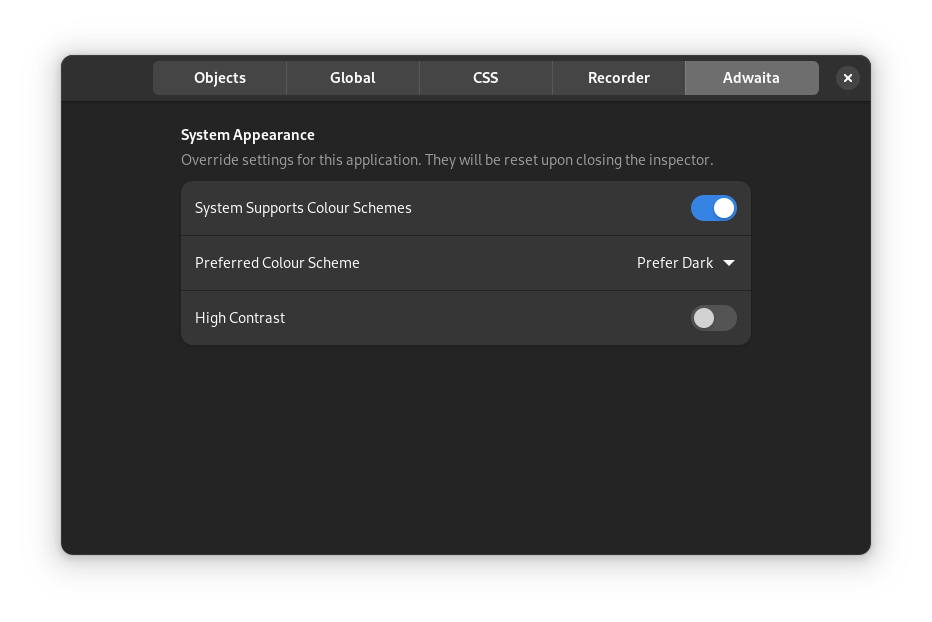 Objects
Global
CSS
Recorder
Adwaita
System Appearance
Override settings for this application. They will be reset upon closing the inspector.
System Supports Colour Schemes
Preferred Colour Scheme
Prefer Dark
High Contrast